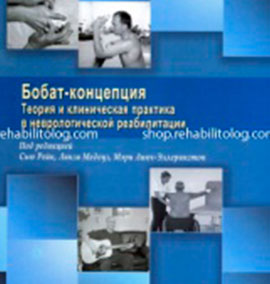 Бобат-концепция
Теория и клиническая практика
в неврологической реабилитации
rehabilitolog.com shop.rehabilitolog.com
Под редакцией
Сью Рейн, Линзи Медоуз, Мэри Линч-Эллерингтон